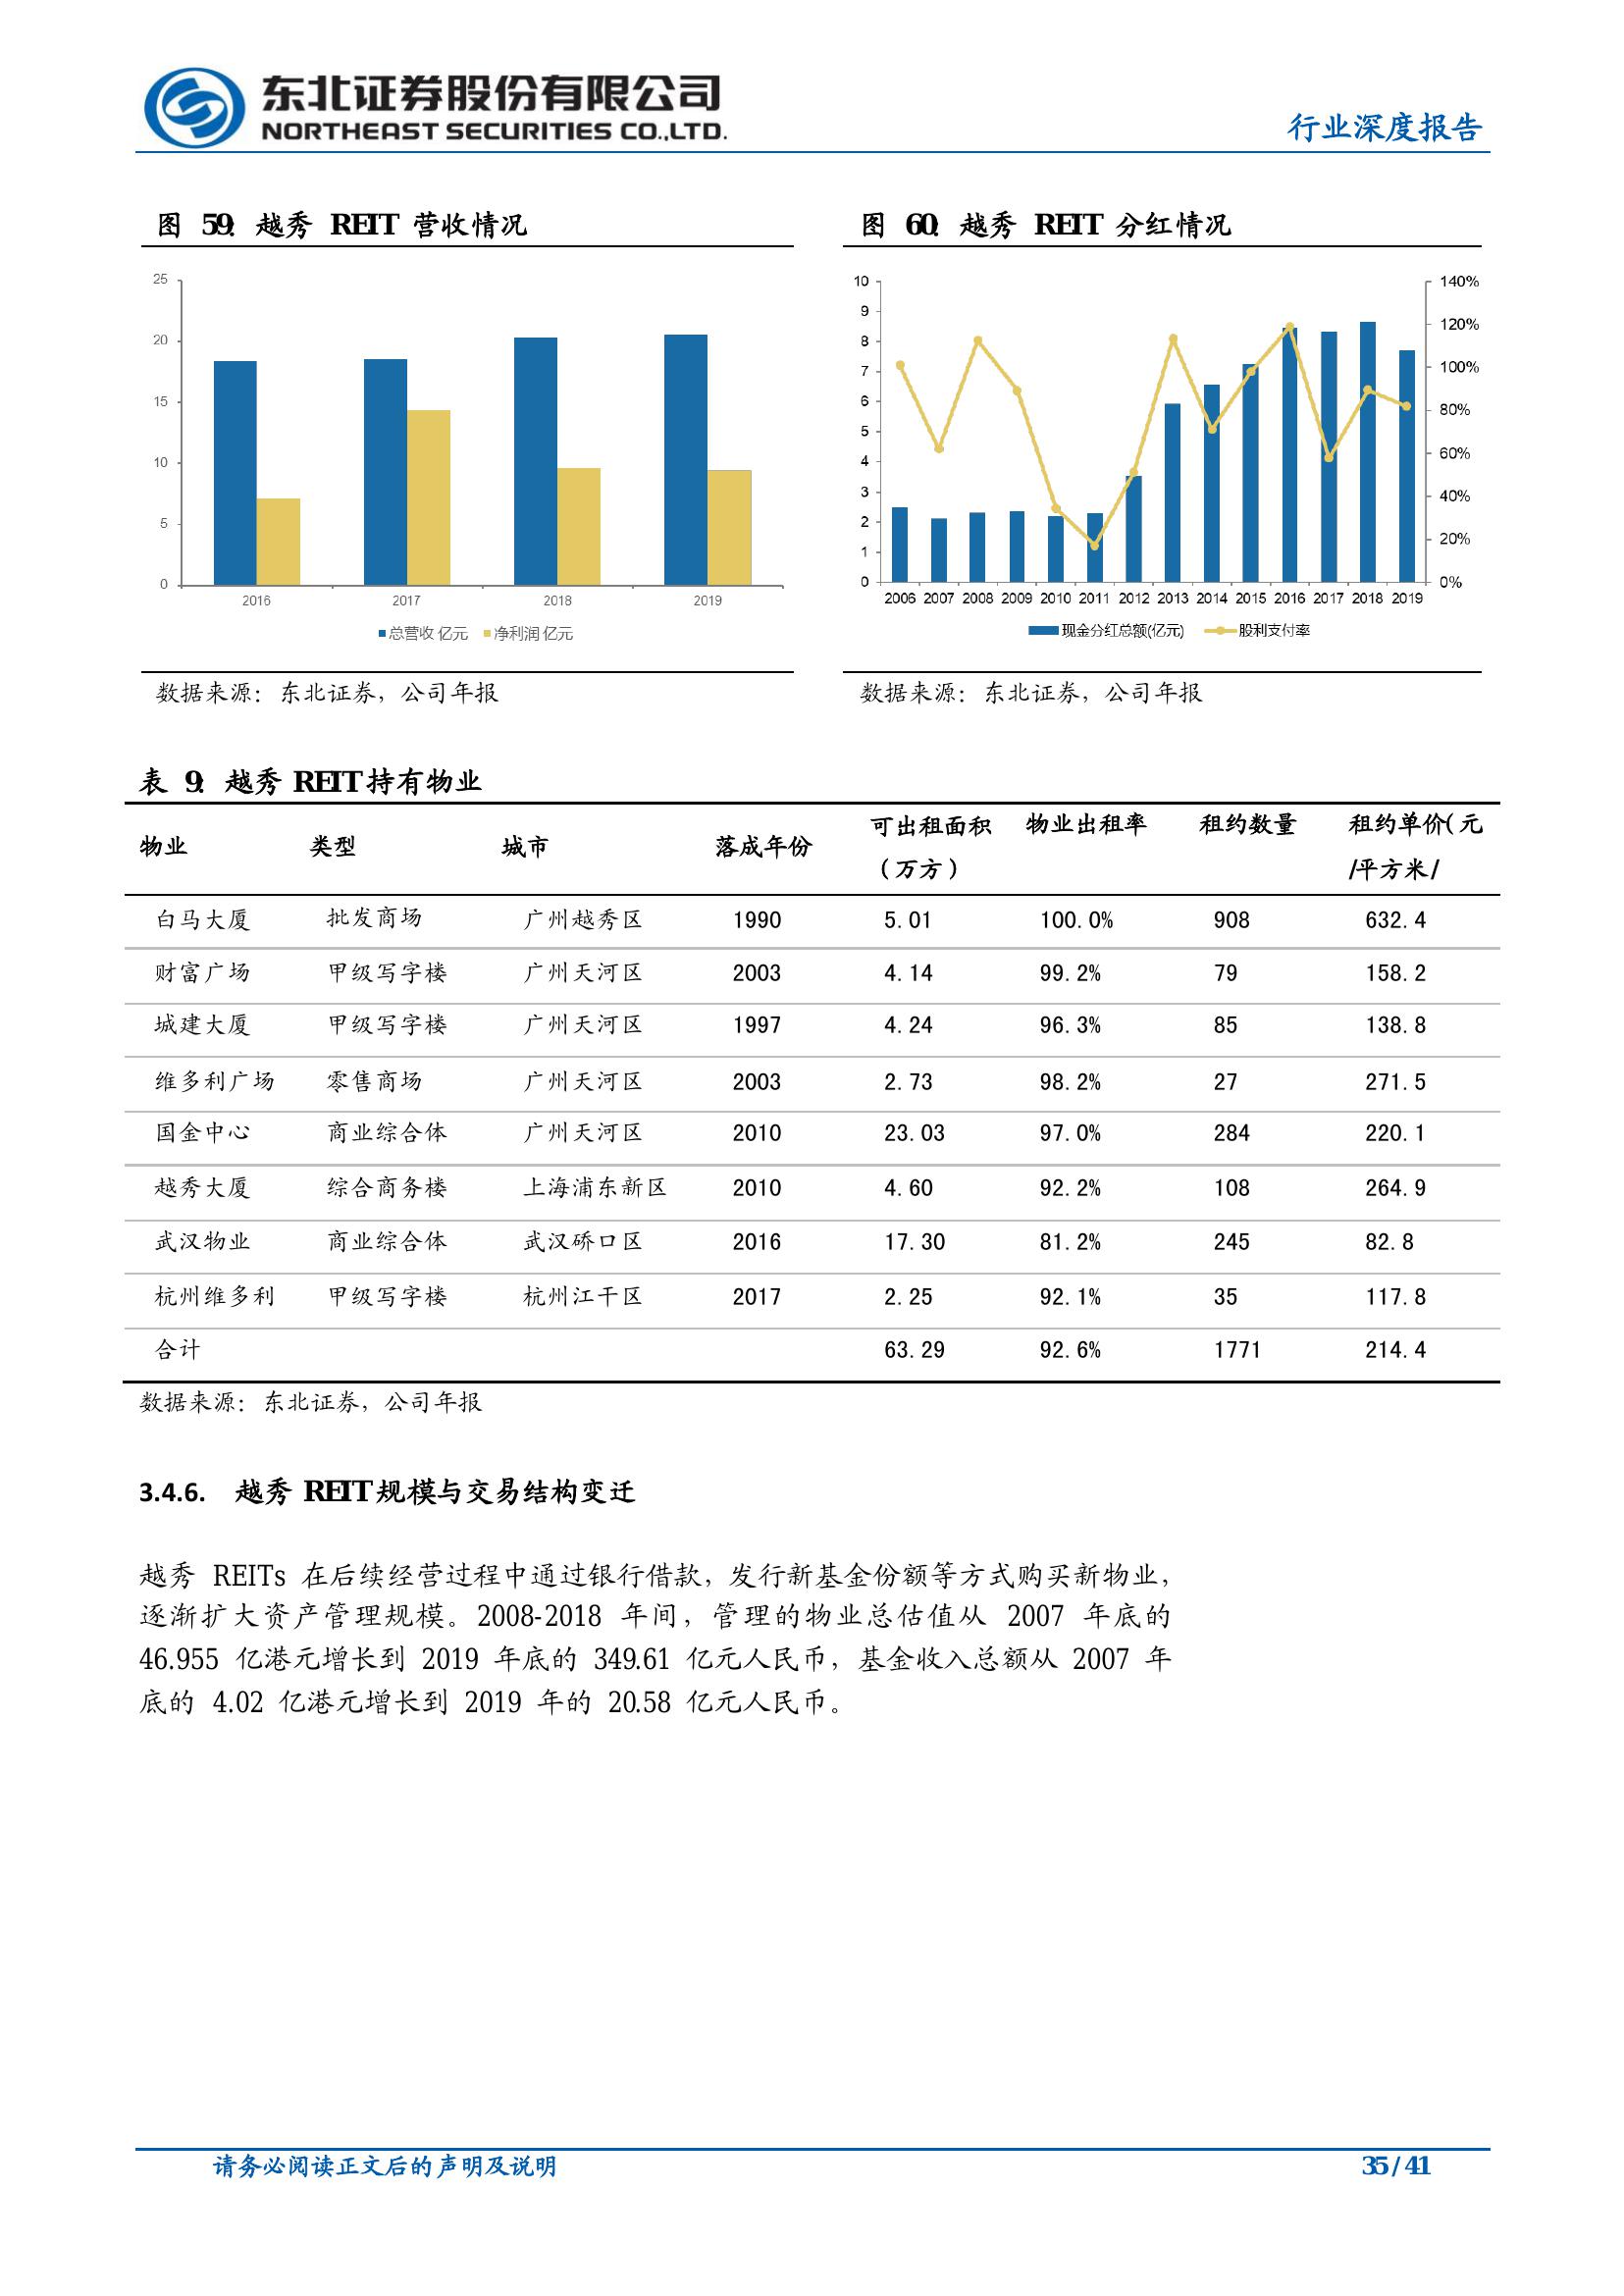 东北证券股份有限公司
NORTHEAST SECURITIES CO.,LTD.
行业深度报告
图 59：越秀 REIT 营收情况
25
20
15
10
5
0
2016 2017 2018 2019
总营收 亿元 净利润 亿元
数据来源：东北证券，公司年报
图 60：越秀 REIT 分红情况
10
9
8
7
6
5
4
3
2
1
0
140%
120%
100%
80%
60%
40%
20%
0%
2006 2007 2008 2009 2010 2011 2012 2013 2014 2015 2016 2017 2018 2019
现金分红总额(亿元) 股利支付率
数据来源：东北证券，公司年报
表 9：越秀 REIT 持有物业
物业 类型 城市 落成年份 可出租面积（万方） 物业出租率 租约数量 租约单价(元/平方米/
白马大厦 批发商场 广州越秀区 1990 5.01 100.0% 908 632.4
财富广场 甲级写字楼 广州天河区 2003 4.14 99.2% 79 158.2
城建大厦 甲级写字楼 广州天河区 1997 4.24 96.3% 85 138.8
维多利广场 零售商场 广州天河区 2003 2.73 98.2% 27 271.5
国金中心 商业综合体 广州天河区 2010 23.03 97.0% 284 220.1
越秀大厦 综合商务楼 上海浦东新区 2010 4.60 92.2% 108 264.9
武汉物业 商业综合体 武汉硚口区 2016 17.30 81.2% 245 82.8
杭州维多利 甲级写字楼 杭州江干区 2017 2.25 92.1% 35 117.8
合计 63.29 92.6% 1771 214.4
数据来源：东北证券，公司年报
3.4.6. 越秀 REIT 规模与交易结构变迁
越秀 REITs 在后续经营过程中通过银行借款，发行新基金份额等方式购买新物业，
逐渐扩大资产管理规模。2008-2018 年间，管理的物业总估值从 2007 年底的
46.955 亿港元增长到 2019 年底的 349.61 亿元人民币，基金收入总额从 2007 年
底的 4.02 亿港元增长到 2019 年的 20.58 亿元人民币。
请务必阅读正文后的声明及说明
35 / 41